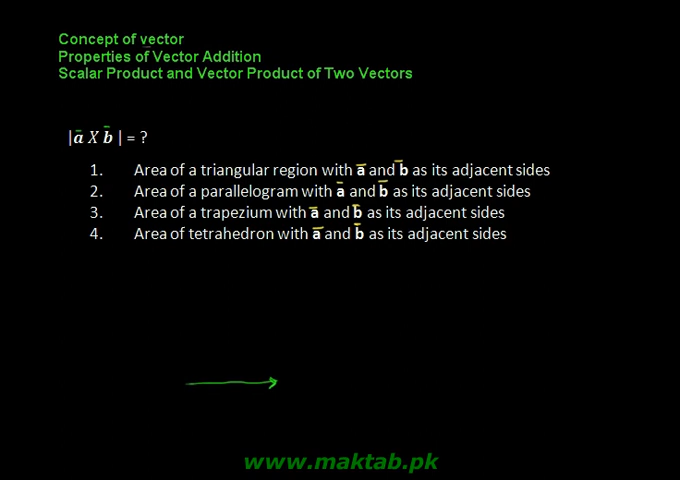 Concept of vector
Properties of Vector Addition
Scalar Product and Vector Product of Two Vectors
|a̅ X b̅ | = ?
1. Area of a triangular region with a̅ and b̅ as its adjacent sides
2. Area of a parallelogram with a̅ and b̅ as its adjacent sides
3. Area of a trapezium with a̅ and b̅ as its adjacent sides
4. Area of tetrahedron with a̅ and b̅ as its adjacent sides
www.maktab.pk